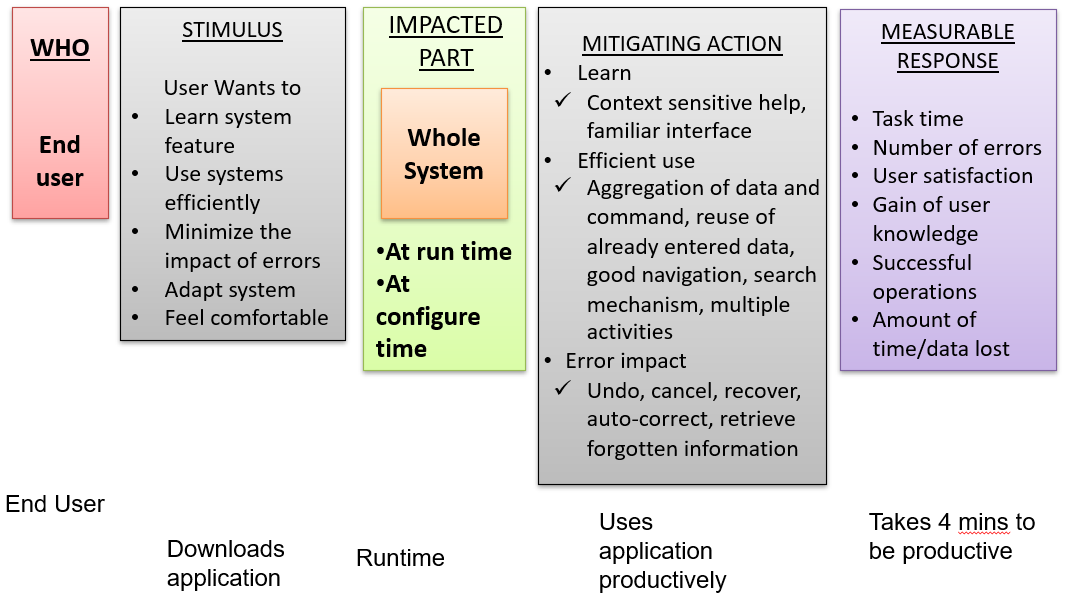 WHO
End
user
STIMULUS
User Wants to
• Learn system
feature
• Use systems
efficiently
• Minimize the
impact of errors
• Adapt system
• Feel comfortable
IMPACTED
PART
Whole
System
•At run time
•At
configure
time
MITIGATING ACTION
• Learn
✓ Context sensitive help,
familiar interface
• Efficient use
✓ Aggregation of data and
command, reuse of
already entered data,
good navigation, search
mechanism, multiple
activities
• Error impact
✓ Undo, cancel, recover,
auto-correct, retrieve
forgotten information
MEASURABLE
RESPONSE
• Task time
• Number of errors
• User satisfaction
• Gain of user
knowledge
• Successful
operations
• Amount of
time/data lost
End User
Downloads
application
Runtime
Uses
application
productively
Takes 4 mins to
be productive